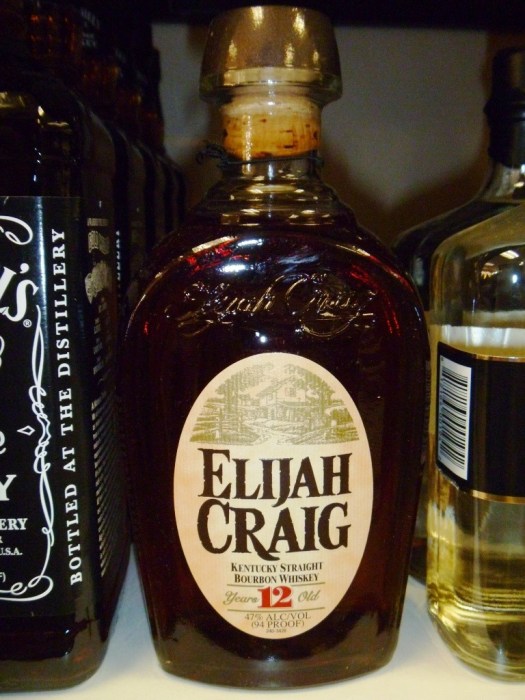 Elijah Craig
ELIJAH
CRAIG
KENTUCKY STRAIGHT
BOURBON WHISKEY
Years 12 Old
47% ALC/VOL
(94 PROOF)
BOTTLED AT THE DISTILLERY
'S
Y
ERY
U.S.A.